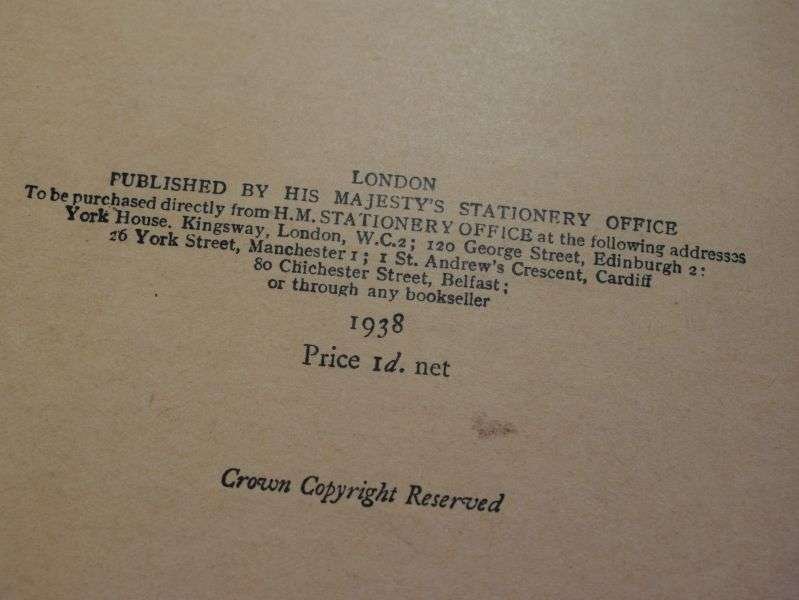 LONDON
PUBLISHED BY HIS MAJESTY'S STATIONERY OFFICE
To be purchased directly from H.M. STATIONERY OFFICE at the following addresses
York House, Kingsway, London, W.C.2; 120 George Street, Edinburgh 2:
26 York Street, Manchester 1; 1 St. Andrew's Crescent, Cardiff
80 Chichester Street, Belfast;
or through any bookseller
1938
Price 1d. net
Crown Copyright Reserved